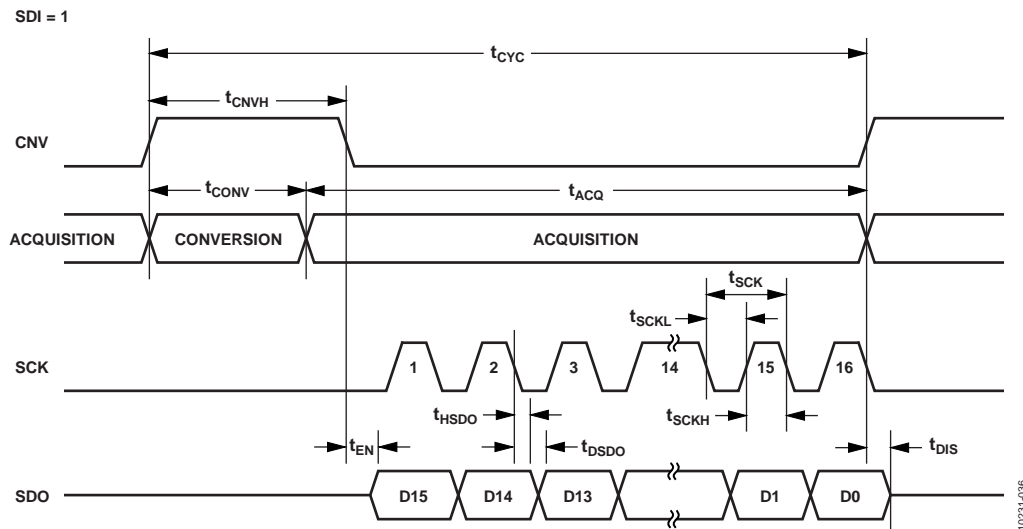 SDI = 1
tCYC
tCNVH
CNV
tCONV
tACQ
ACQUISITION
CONVERSION
ACQUISITION
tSCK
tSCKL
SCK
1
2
3
14
15
16
tHSDO
tSCKH
tEN
tDSDO
tDIS
SDO
D15
D14
D13
D1
D0
10231-036